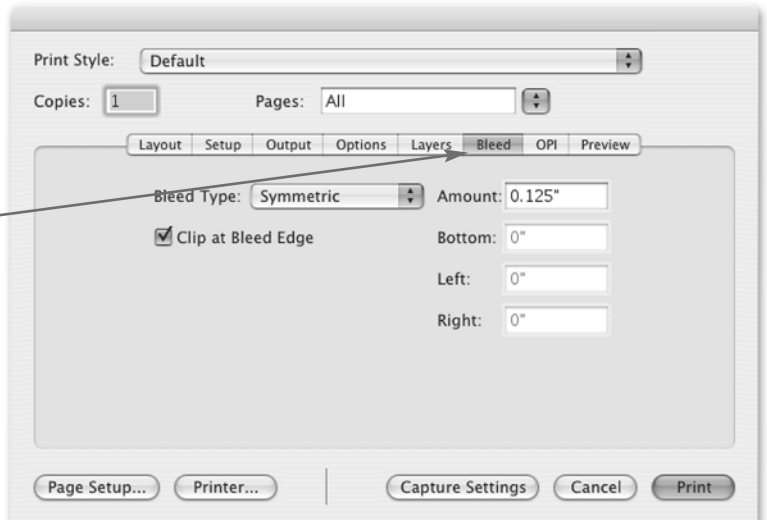 Print Style: Default
Copies: 1 Pages: All
Layout Setup Output Options Layers Bleed OPI Preview
Bleed Type: Symmetric Amount: 0.125"
Clip at Bleed Edge Bottom: 0"
Left: 0"
Right: 0"
Page Setup... Printer... Capture Settings Cancel Print